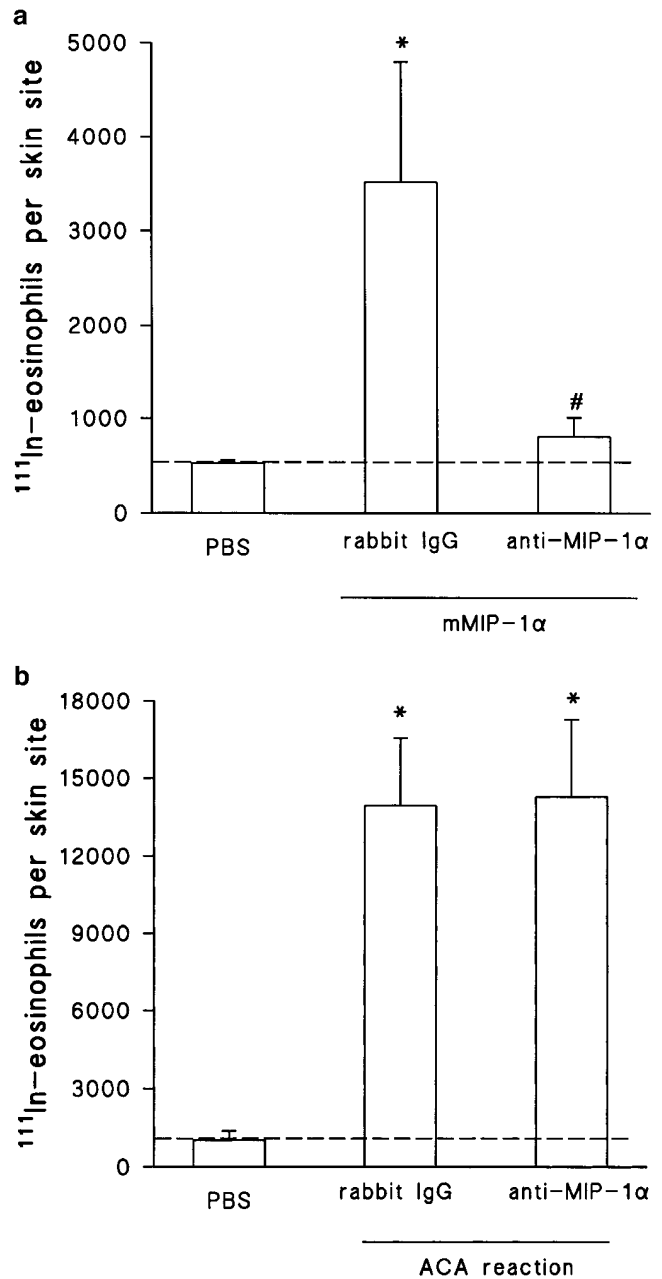 a
¹¹¹In-eosinophils per skin site
5000
4000
3000
2000
1000
0
*
#
PBS
rabbit IgG
anti-MIP-1α
mMIP-1α
b
¹¹¹In-eosinophils per skin site
18000
15000
12000
9000
6000
3000
0
*
*
PBS
rabbit IgG
anti-MIP-1α
ACA reaction